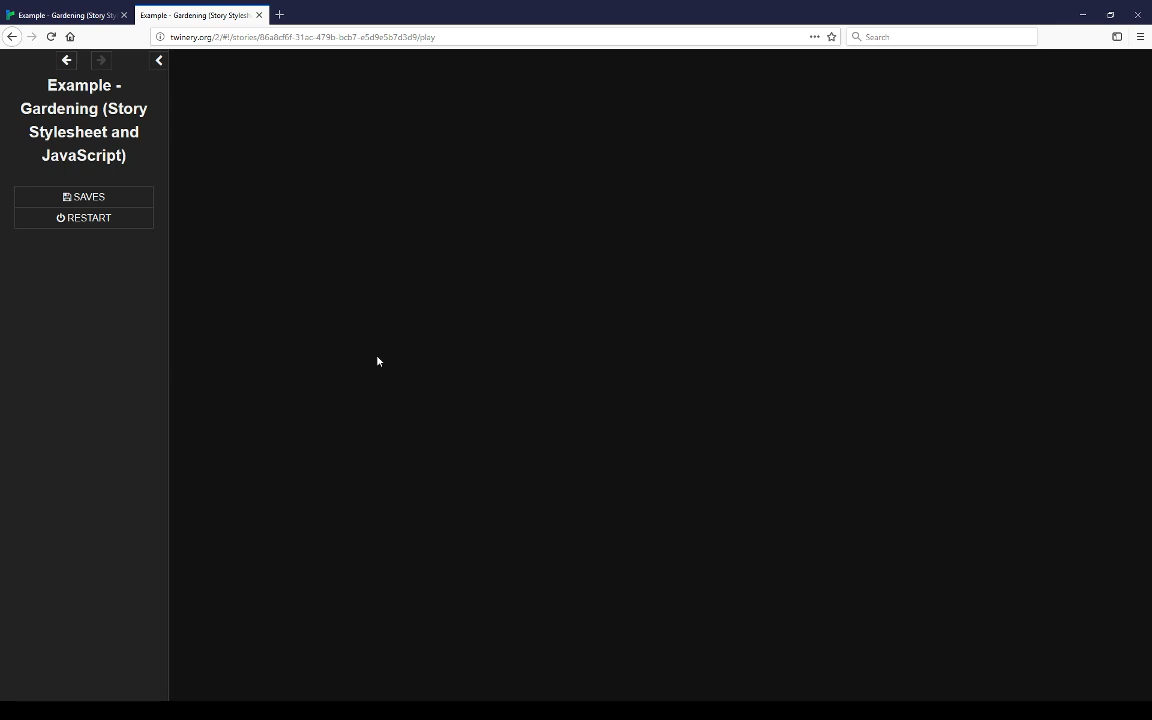 Example - Gardening (Story Sty
Example - Gardening (Story Stylesh
twinery.org/2/#!/stories/86a8cf6f-31ac-479b-bcb7-e5d9e5b7d3d9/play
Search
Example -
Gardening (Story
Stylesheet and
JavaScript)
SAVES
RESTART